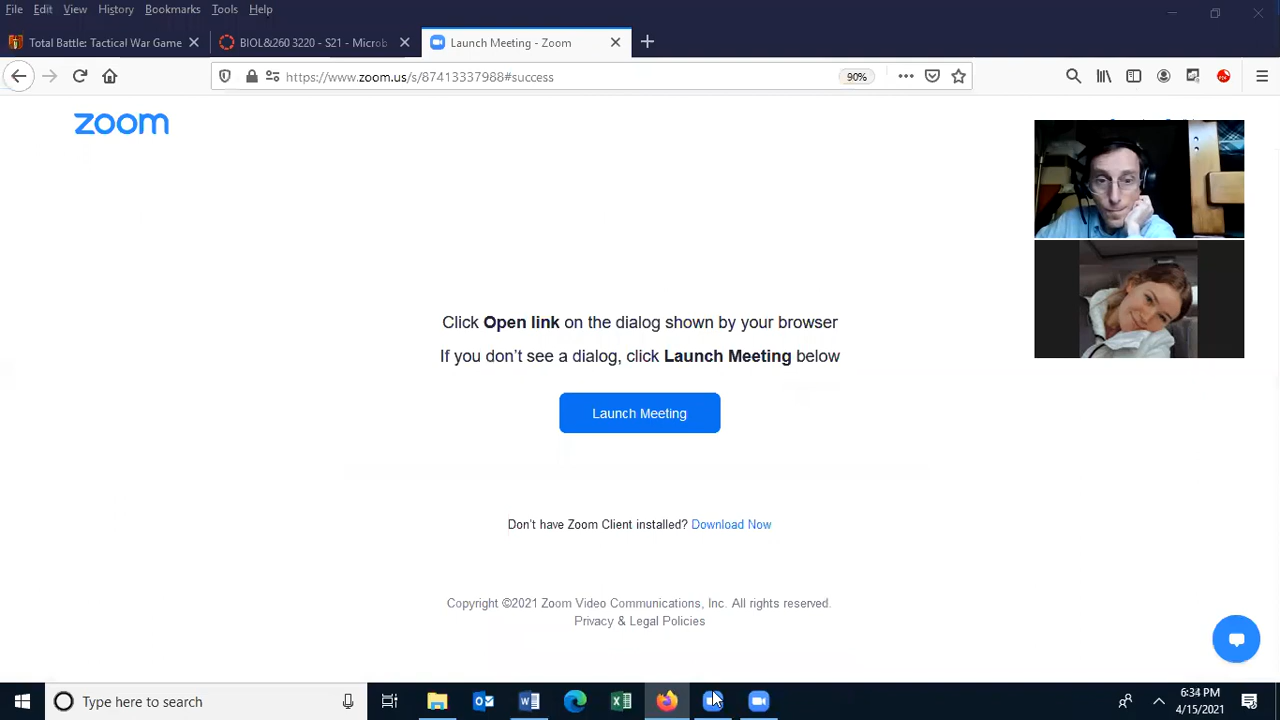 File Edit View History Bookmarks Tools Help
Total Battle: Tactical War Game
BIOL&260 3220 - S21 - Microb
Launch Meeting - Zoom
https://www.zoom.us/s/87413337988#success
90%
zoom
Click Open link on the dialog shown by your browser
If you don't see a dialog, click Launch Meeting below
Launch Meeting
Don't have Zoom Client installed? Download Now
Copyright ©2021 Zoom Video Communications, Inc. All rights reserved.
Privacy & Legal Policies
Type here to search
6:34 PM
4/15/2021